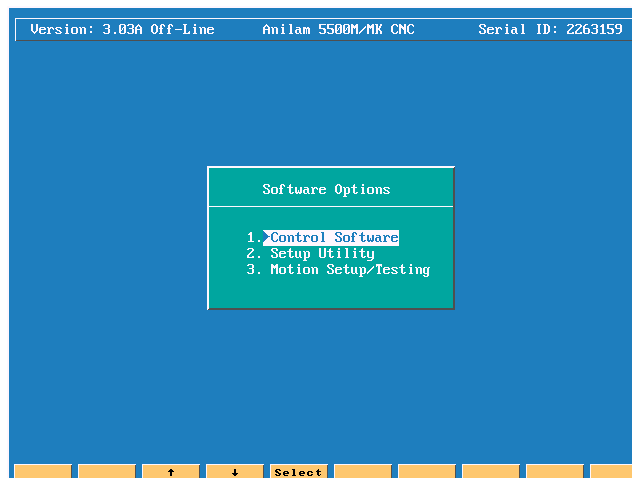 Version: 3.03A Off-Line Anilam 5500M/MK CNC Serial ID: 2263159
Software Options
1. Control Software
2. Setup Utility
3. Motion Setup/Testing
↑ ↓ Select